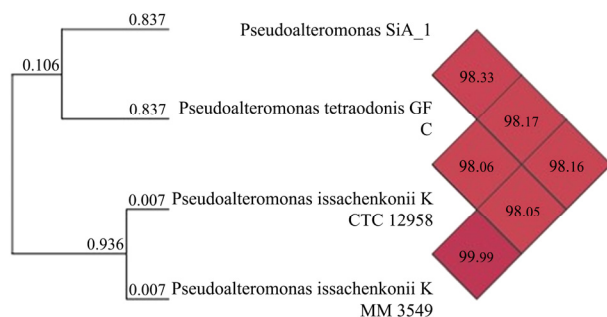 0.837
Pseudoalteromonas SiA_1
98.33
0.106
98.17
0.837
Pseudoalteromonas tetraodonis GF
C
98.06
98.16
0.007
Pseudoalteromonas issachenkonii K
CTC 12958
98.05
0.936
99.99
0.007
Pseudoalteromonas issachenkonii K
MM 3549